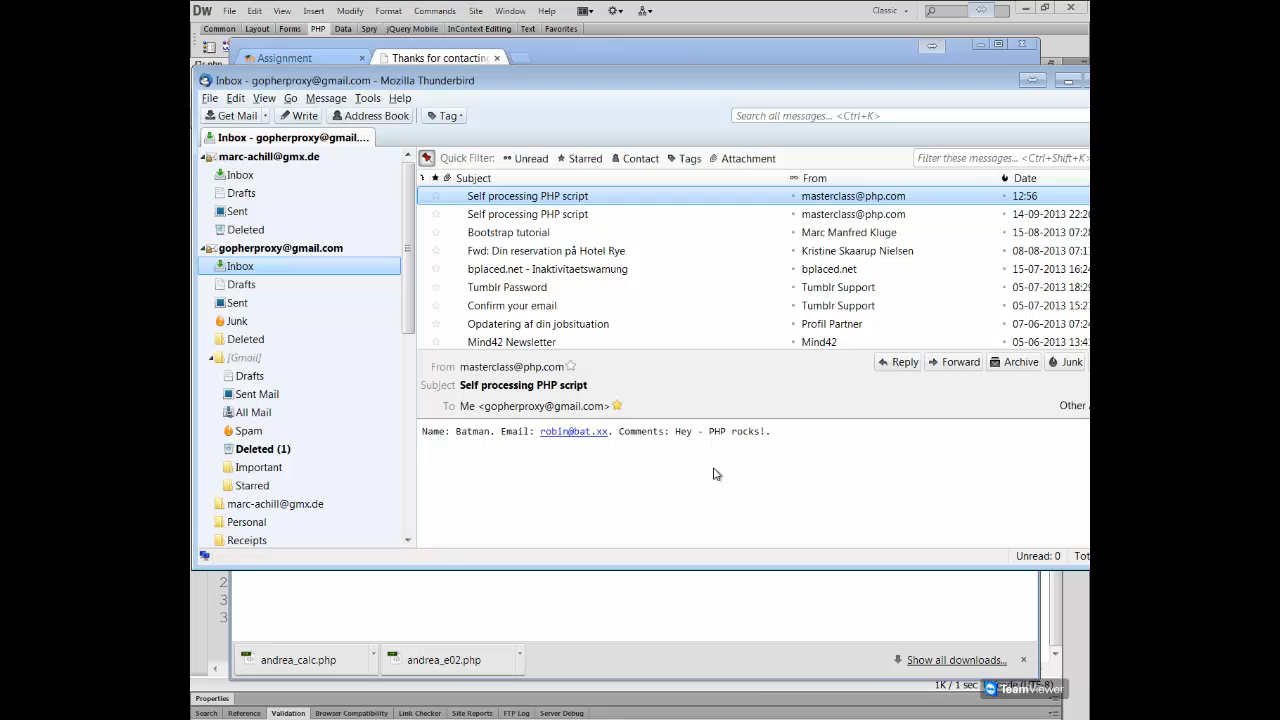 Dw File Edit View Insert Modify Format Commands Site Window Help Classic
Common Layout Forms PHP Data Spry jQuery Mobile InContext Editing Text Favorites
Assignment Thanks for contactin
Inbox - gopherproxy@gmail.com - Mozilla Thunderbird
File Edit View Go Message Tools Help
Get Mail Write Address Book Tag Search all messages... <Ctrl+K>
Inbox - gopherproxy@gmail....
marc-achill@gmx.de
Inbox
Drafts
Sent
Deleted
gopherproxy@gmail.com
Inbox
Drafts
Sent
Junk
Deleted
[Gmail]
Drafts
Sent Mail
All Mail
Spam
Deleted (1)
Important
Starred
marc-achill@gmx.de
Personal
Receipts
Quick Filter: Unread Starred Contact Tags Attachment Filter these messages... <Ctrl+Shift+K>
Subject From Date
Self processing PHP script masterclass@php.com 12:56
Self processing PHP script masterclass@php.com 14-09-2013 22:2
Bootstrap tutorial Marc Manfred Kluge 15-08-2013 07:
Fwd: Din reservation på Hotel Rye Kristine Skaarup Nielsen 08-08-2013 07:
bplaced.net - Inaktivitaetswarnung bplaced.net 15-07-2013 16:2
Tumblr Password Tumblr Support 05-07-2013 18:2
Confirm your email Tumblr Support 05-07-2013 15:2
Opdatering af din jobsituation Profil Partner 07-06-2013 07:2
Mind42 Newsletter Mind42 05-06-2013 13:4
Reply Forward Archive Junk
From masterclass@php.com
Subject Self processing PHP script
To Me <gopherproxy@gmail.com> Other
Name: Batman. Email: robin@bat.xx. Comments: Hey - PHP rocks!.
Unread: 0 Tot
2
3
3
andrea_calc.php andrea_e02.php Show all downloads...
1K / 1 sec
TeamViewer
Properties
Search Reference Validation Browser Compatibility Link Checker Site Reports FTP Log Server Debug